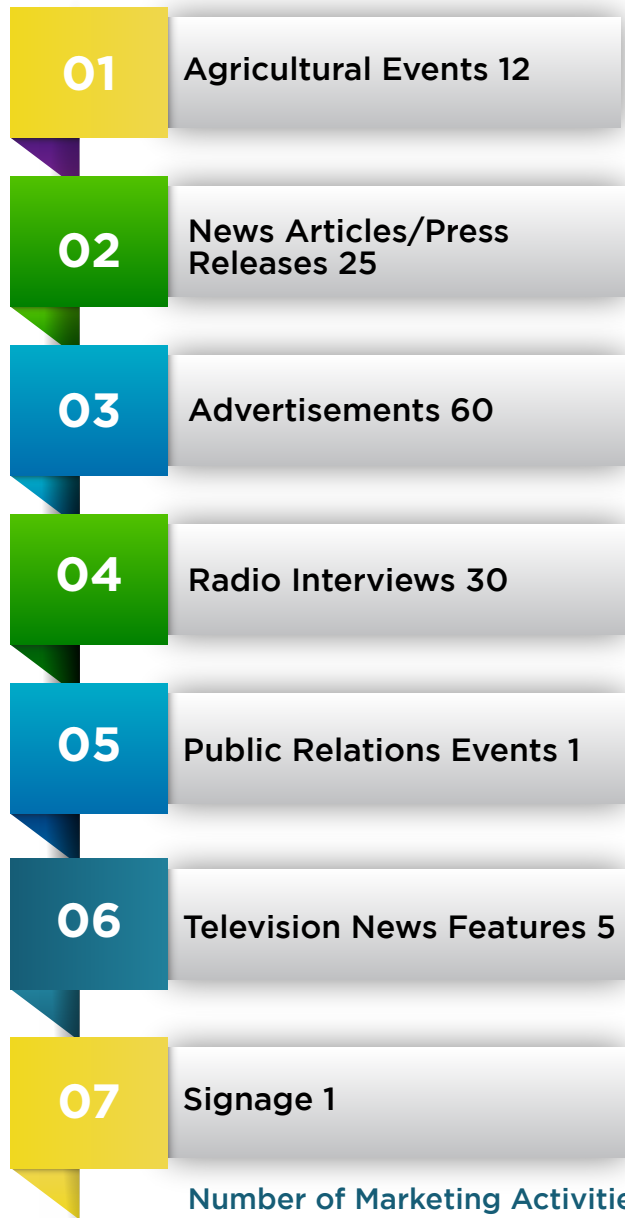 01
Agricultural Events 12
02
News Articles/Press
Releases 25
03
Advertisements 60
04
Radio Interviews 30
05
Public Relations Events 1
06
Television News Features 5
07
Signage 1
Number of Marketing Activitie